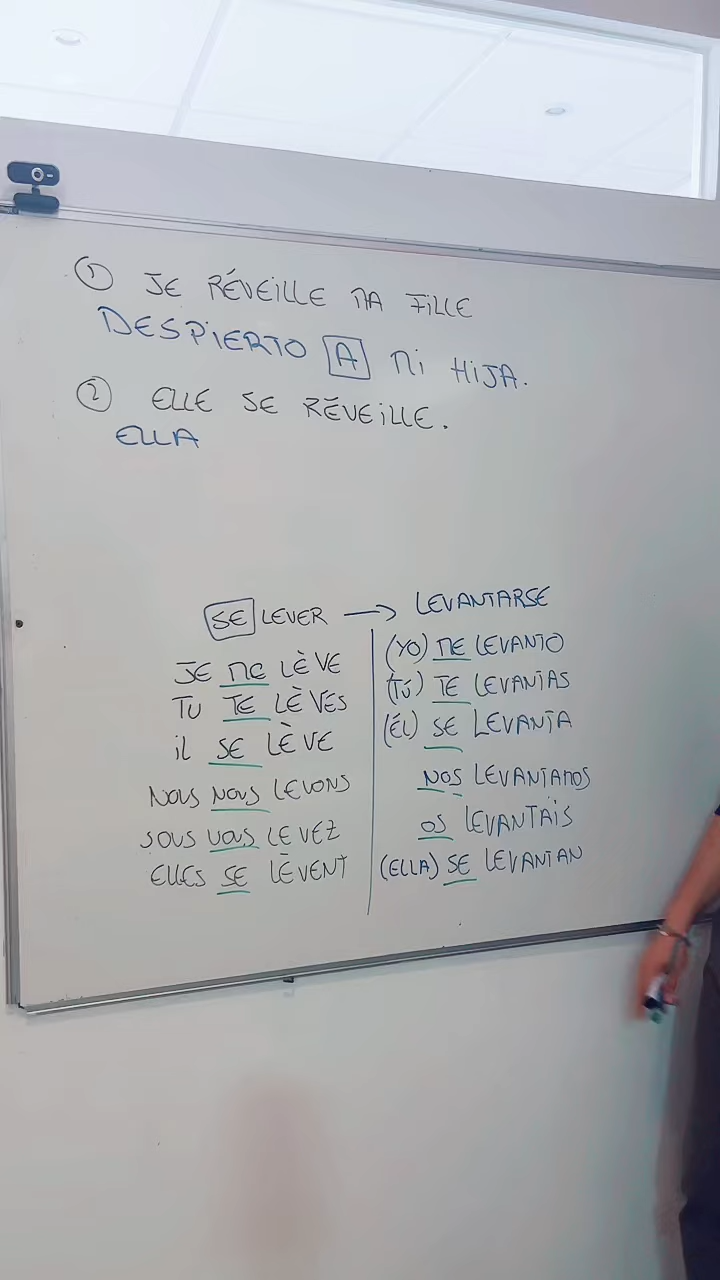 ① JE RÉVEILLE MA FILLE
DESPIERTO A MI HIJA.
② ELLE SE RÉVEILLE.
ELLA
SE LEVER → LEVANTARSE
JE ME LÈVE
TU TE LÈVES
IL SE LÈVE
NOUS NOUS LEVONS
VOUS VOUS LEVEZ
ELLES SE LÈVENT
(YO) ME LEVANTO
(TÚ) TE LEVANTAS
(ÉL) SE LEVANTA
NOS LEVANTAMOS
OS LEVANTÁIS
(ELLA) SE LEVANTAN